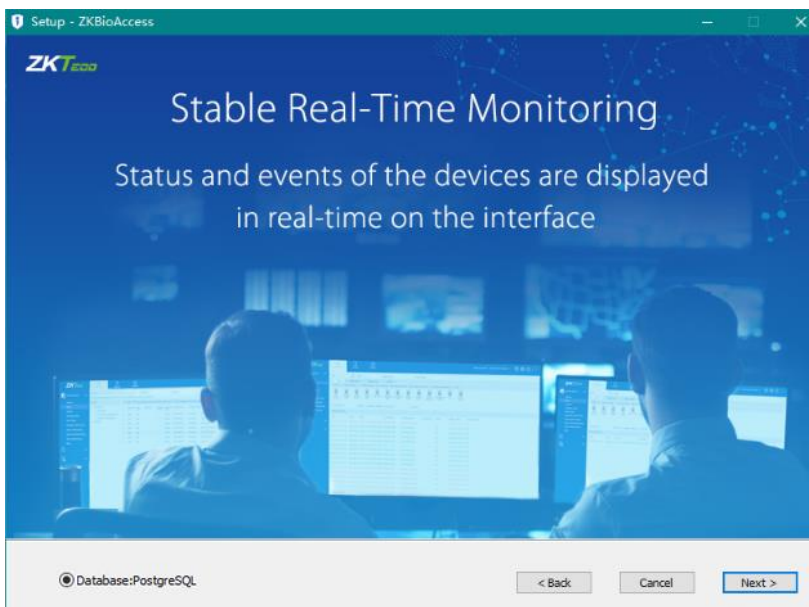 Setup - ZKBioAccess
ZKTeco
Stable Real-Time Monitoring
Status and events of the devices are displayed
in real-time on the interface
Database:PostgreSQL
< Back
Cancel
Next >